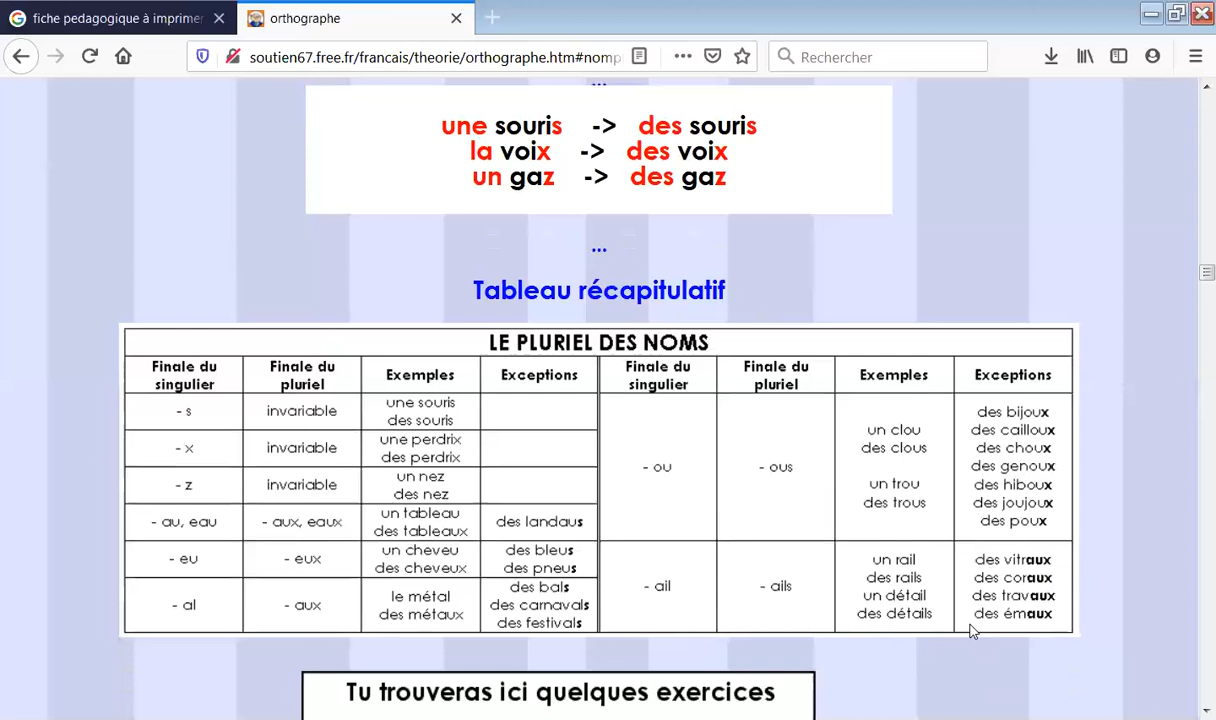 fiche pedagogique à imprimer
orthographe
soutien67.free.fr/francais/theorie/orthographe.htm#nomp
Rechercher
...
une souris -> des souris
la voix -> des voix
un gaz -> des gaz
...
Tableau récapitulatif
LE PLURIEL DES NOMS
Finale du singulier
Finale du pluriel
Exemples
Exceptions
Finale du singulier
Finale du pluriel
Exemples
Exceptions
- s
invariable
une souris
des souris
- x
invariable
une perdrix
des perdrix
- z
invariable
un nez
des nez
- au, eau
- aux, eaux
un tableau
des tableaux
des landaus
- eu
- eux
un cheveu
des cheveux
des bleus
des pneus
- al
- aux
le métal
des métaux
des bals
des carnavals
des festivals
- ou
- ous
un clou
des clous
un trou
des trous
des bijoux
des cailloux
des choux
des genoux
des hiboux
des joujoux
des poux
- ail
- ails
un rail
des rails
un détail
des détails
des vitraux
des coraux
des travaux
des émaux
Tu trouveras ici quelques exercices